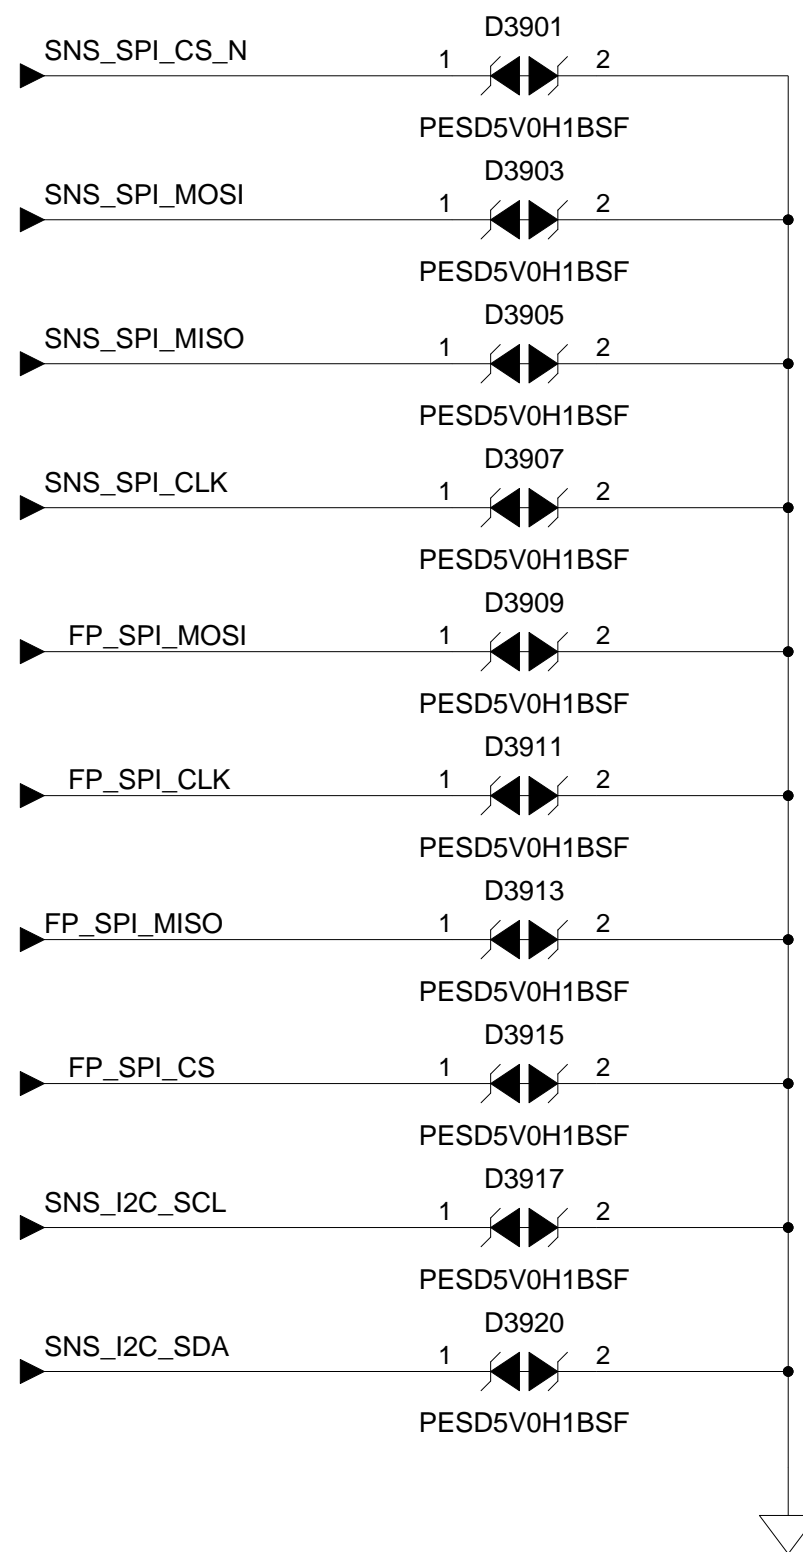 D3901
SNS_SPI_CS_N
1 2
PESD5V0H1BSF
D3903
SNS_SPI_MOSI
1 2
PESD5V0H1BSF
D3905
SNS_SPI_MISO
1 2
PESD5V0H1BSF
D3907
SNS_SPI_CLK
1 2
PESD5V0H1BSF
D3909
FP_SPI_MOSI
1 2
PESD5V0H1BSF
D3911
FP_SPI_CLK
1 2
PESD5V0H1BSF
D3913
FP_SPI_MISO
1 2
PESD5V0H1BSF
D3915
FP_SPI_CS
1 2
PESD5V0H1BSF
D3917
SNS_I2C_SCL
1 2
PESD5V0H1BSF
D3920
SNS_I2C_SDA
1 2
PESD5V0H1BSF